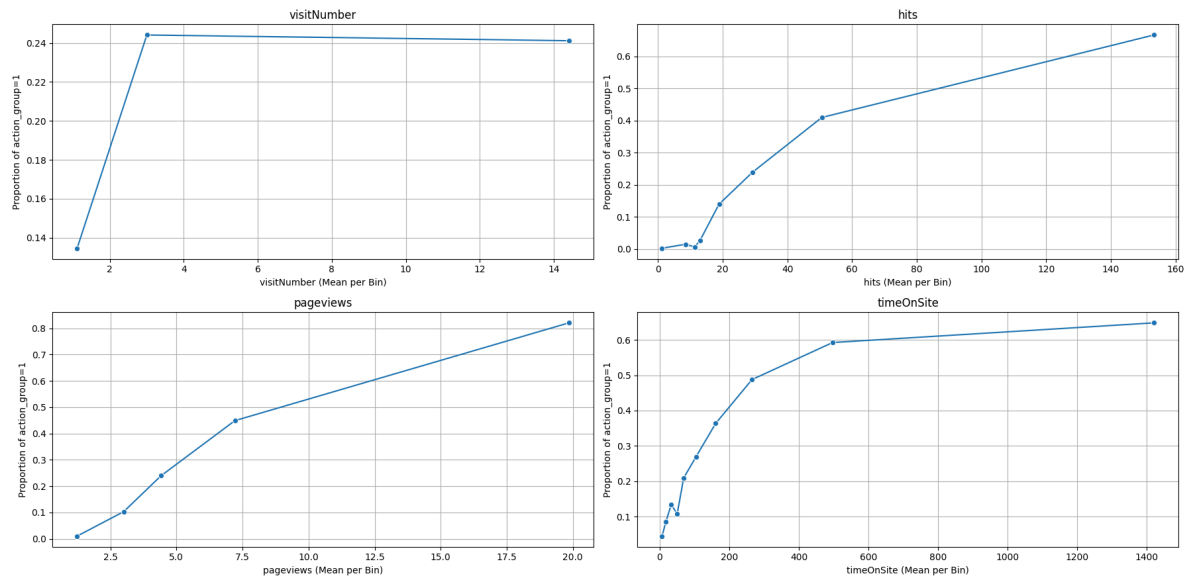 visitNumber
Proportion of action_group=1
0.24
0.22
0.20
0.18
0.16
0.14
2 4 6 8 10 12 14
visitNumber (Mean per Bin)
hits
Proportion of action_group=1
0.6
0.5
0.4
0.3
0.2
0.1
0.0
0 20 40 60 80 100 120 140 160
hits (Mean per Bin)
pageviews
Proportion of action_group=1
0.8
0.7
0.6
0.5
0.4
0.3
0.2
0.1
0.0
2.5 5.0 7.5 10.0 12.5 15.0 17.5 20.0
pageviews (Mean per Bin)
timeOnSite
Proportion of action_group=1
0.6
0.5
0.4
0.3
0.2
0.1
0 200 400 600 800 1000 1200 1400
timeOnSite (Mean per Bin)